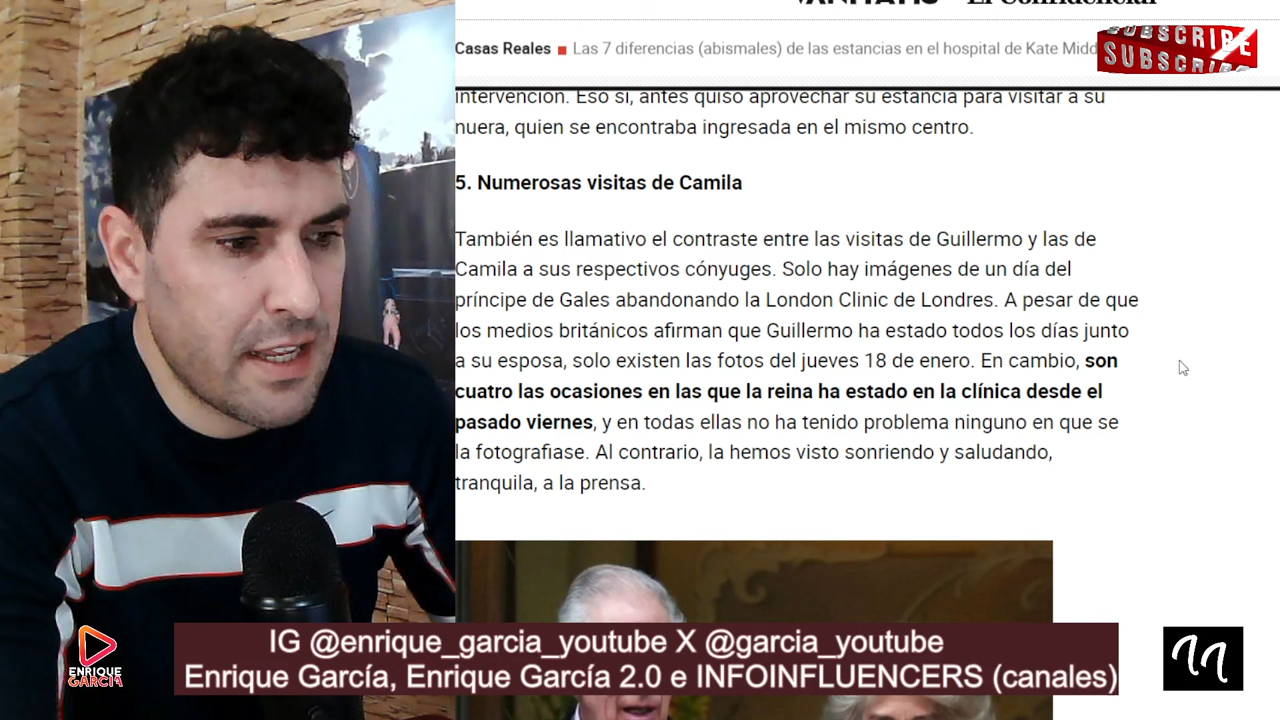 VANITATIS El Confidencial
Casas Reales Las 7 diferencias (abismales) de las estancias en el hospital de Kate Midd
SUBSCRIBE
SUBSCRIBE
intervención. Eso sí, antes quiso aprovechar su estancia para visitar a su
nuera, quien se encontraba ingresada en el mismo centro.
5. Numerosas visitas de Camila
También es llamativo el contraste entre las visitas de Guillermo y las de
Camila a sus respectivos cónyuges. Solo hay imágenes de un día del
príncipe de Gales abandonando la London Clinic de Londres. A pesar de que
los medios británicos afirman que Guillermo ha estado todos los días junto
a su esposa, solo existen las fotos del jueves 18 de enero. En cambio, son
cuatro las ocasiones en las que la reina ha estado en la clínica desde el
pasado viernes, y en todas ellas no ha tenido problema ninguno en que se
la fotografiase. Al contrario, la hemos visto sonriendo y saludando,
tranquila, a la prensa.
IG @enrique_garcia_youtube X @garcia_youtube
Enrique García, Enrique García 2.0 e INFOINFLUENCERS (canales)
ENRIQUE
GARCÍA